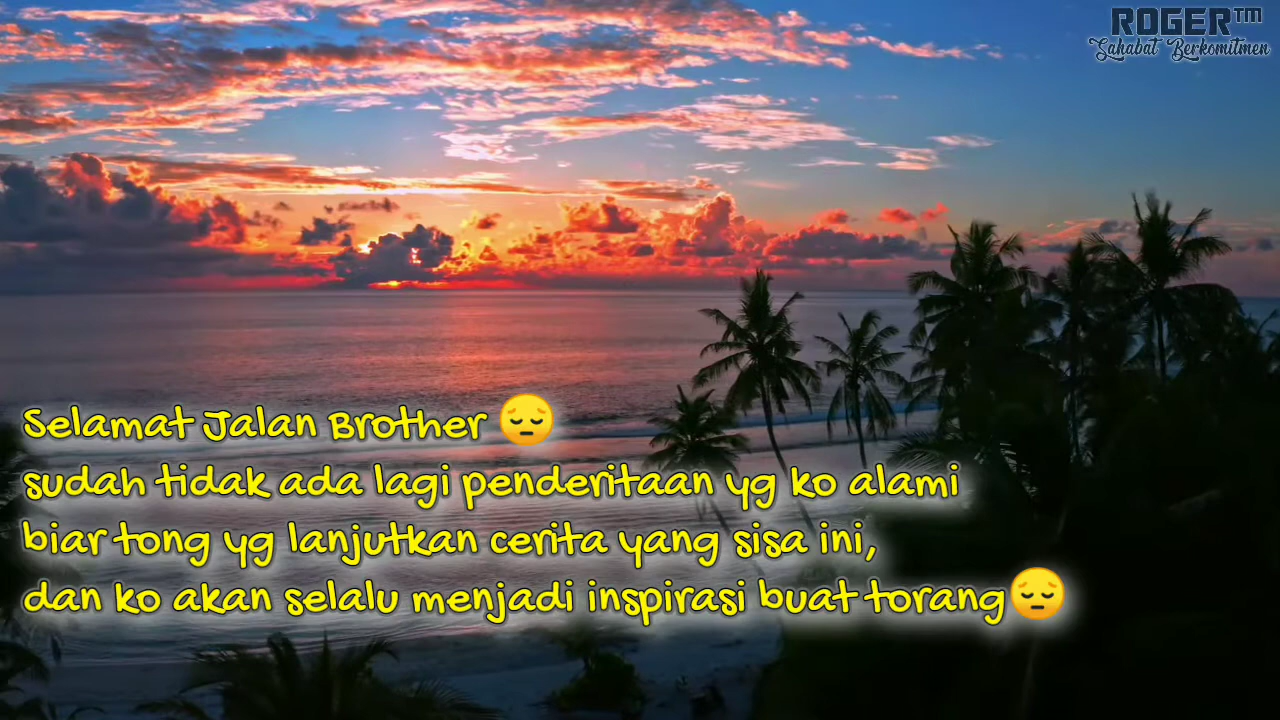 ROGER™
Sahabat Berkomitmen
Selamat Jalan Brother 😔
sudah tidak ada lagi penderitaan yg ko alami
biar tong yg lanjutkan cerita yang sisa ini,
dan ko akan selalu menjadi inspirasi buat torang😔